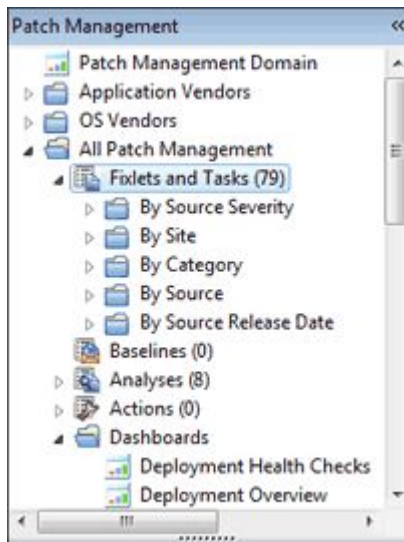 Patch Management
Patch Management Domain
Application Vendors
OS Vendors
All Patch Management
Fixlets and Tasks (79)
By Source Severity
By Site
By Category
By Source
By Source Release Date
Baselines (0)
Analyses (8)
Actions (0)
Dashboards
Deployment Health Checks
Deployment Overview